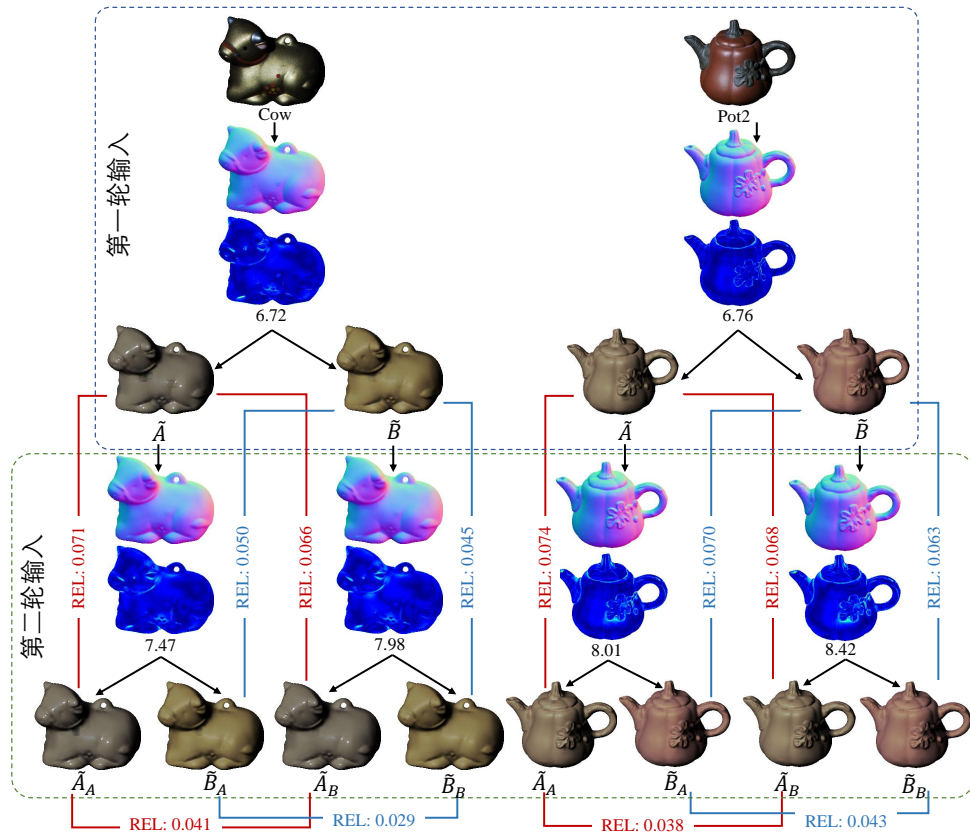 第一轮输入
Cow
Pot2
6.72
6.76
Ã
B̃
Ã
B̃
第二轮输入
REL: 0.071
REL: 0.050
REL: 0.066
REL: 0.045
REL: 0.074
REL: 0.070
REL: 0.068
REL: 0.063
7.47
7.98
8.01
8.42
Ã_A
B̃_A
Ã_B
B̃_B
Ã_A
B̃_A
Ã_B
B̃_B
REL: 0.041
REL: 0.029
REL: 0.038
REL: 0.043